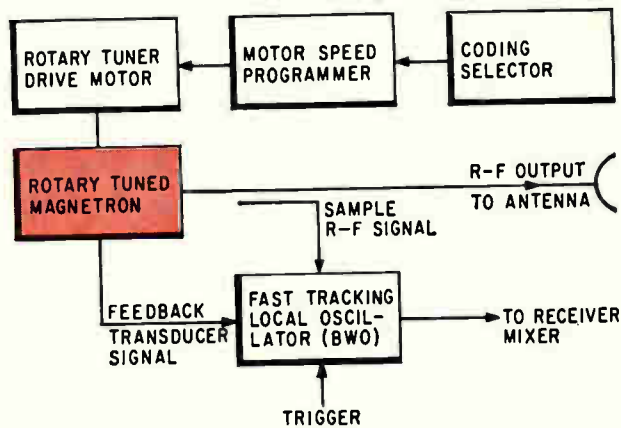 ROTARY TUNER
DRIVE MOTOR
MOTOR SPEED
PROGRAMMER
CODING
SELECTOR
ROTARY TUNED
MAGNETRON
R-F OUTPUT
TO ANTENNA
SAMPLE
R-F SIGNAL
FEEDBACK
TRANSDUCER
SIGNAL
FAST TRACKING
LOCAL OSCIL-
LATOR (BWO)
TO RECEIVER
MIXER
TRIGGER